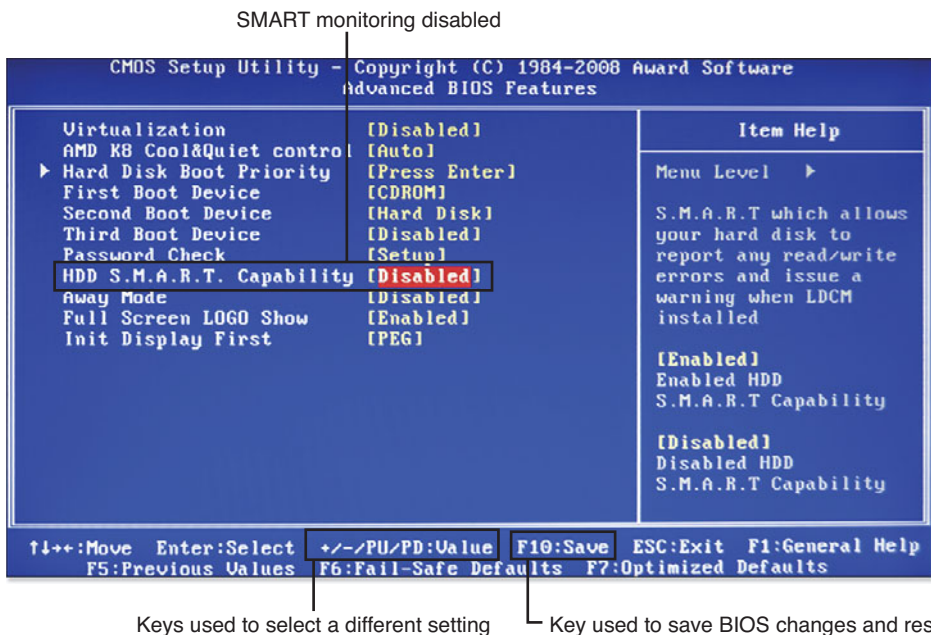 SMART monitoring disabled
CMOS Setup Utility - Copyright (C) 1984-2008 Award Software
Advanced BIOS Features
Virtualization [Disabled]
AMD K8 Cool&Quiet control [Auto]
Hard Disk Boot Priority [Press Enter]
First Boot Device [CDROM]
Second Boot Device [Hard Disk]
Third Boot Device [Disabled]
Password Check [Setup]
HDD S.M.A.R.T. Capability [Disabled]
Away Mode [Disabled]
Full Screen LOGO Show [Enabled]
Init Display First [PEG]
Item Help
Menu Level ▶
S.M.A.R.T which allows
your hard disk to
report any read/write
errors and issue a
warning when LDCM
installed
[Enabled]
Enabled HDD
S.M.A.R.T Capability
[Disabled]
Disabled HDD
S.M.A.R.T Capability
↑↓→←:Move Enter:Select +/-/PU/PD:Value F10:Save ESC:Exit F1:General Help
F5:Previous Values F6:Fail-Safe Defaults F7:Optimized Defaults
Keys used to select a different setting
Key used to save BIOS changes and res